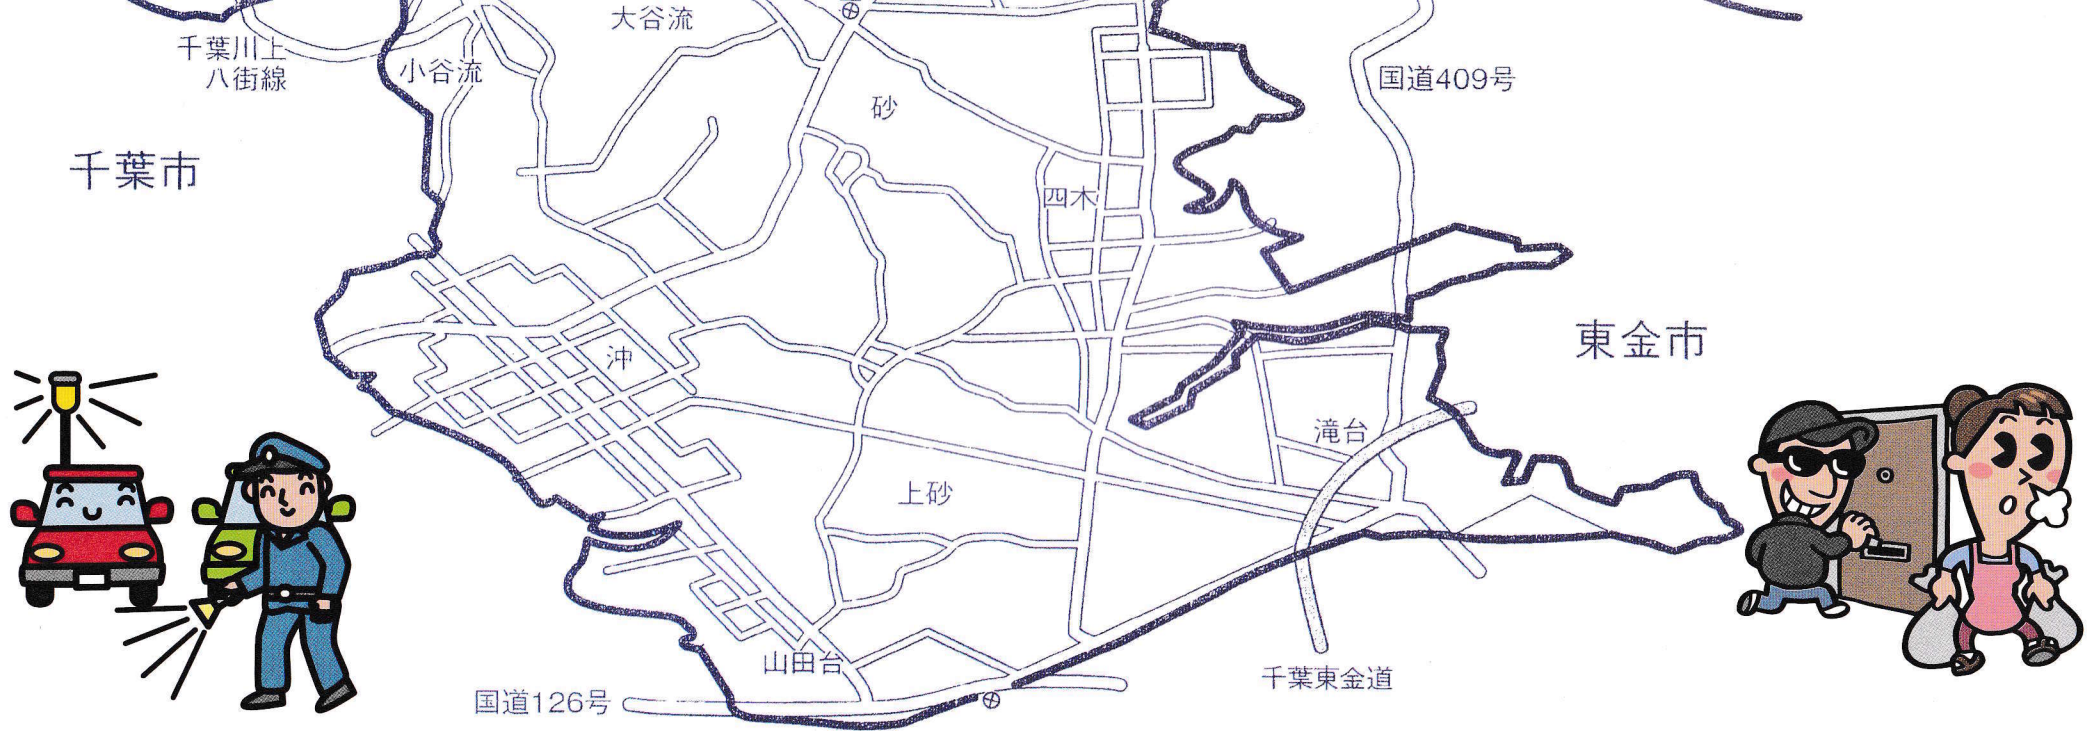 大谷流
千葉川上
八街線
小谷流
国道409号
砂
千葉市
四木
東金市
沖
滝台
上砂
山田台
千葉東金道
国道126号